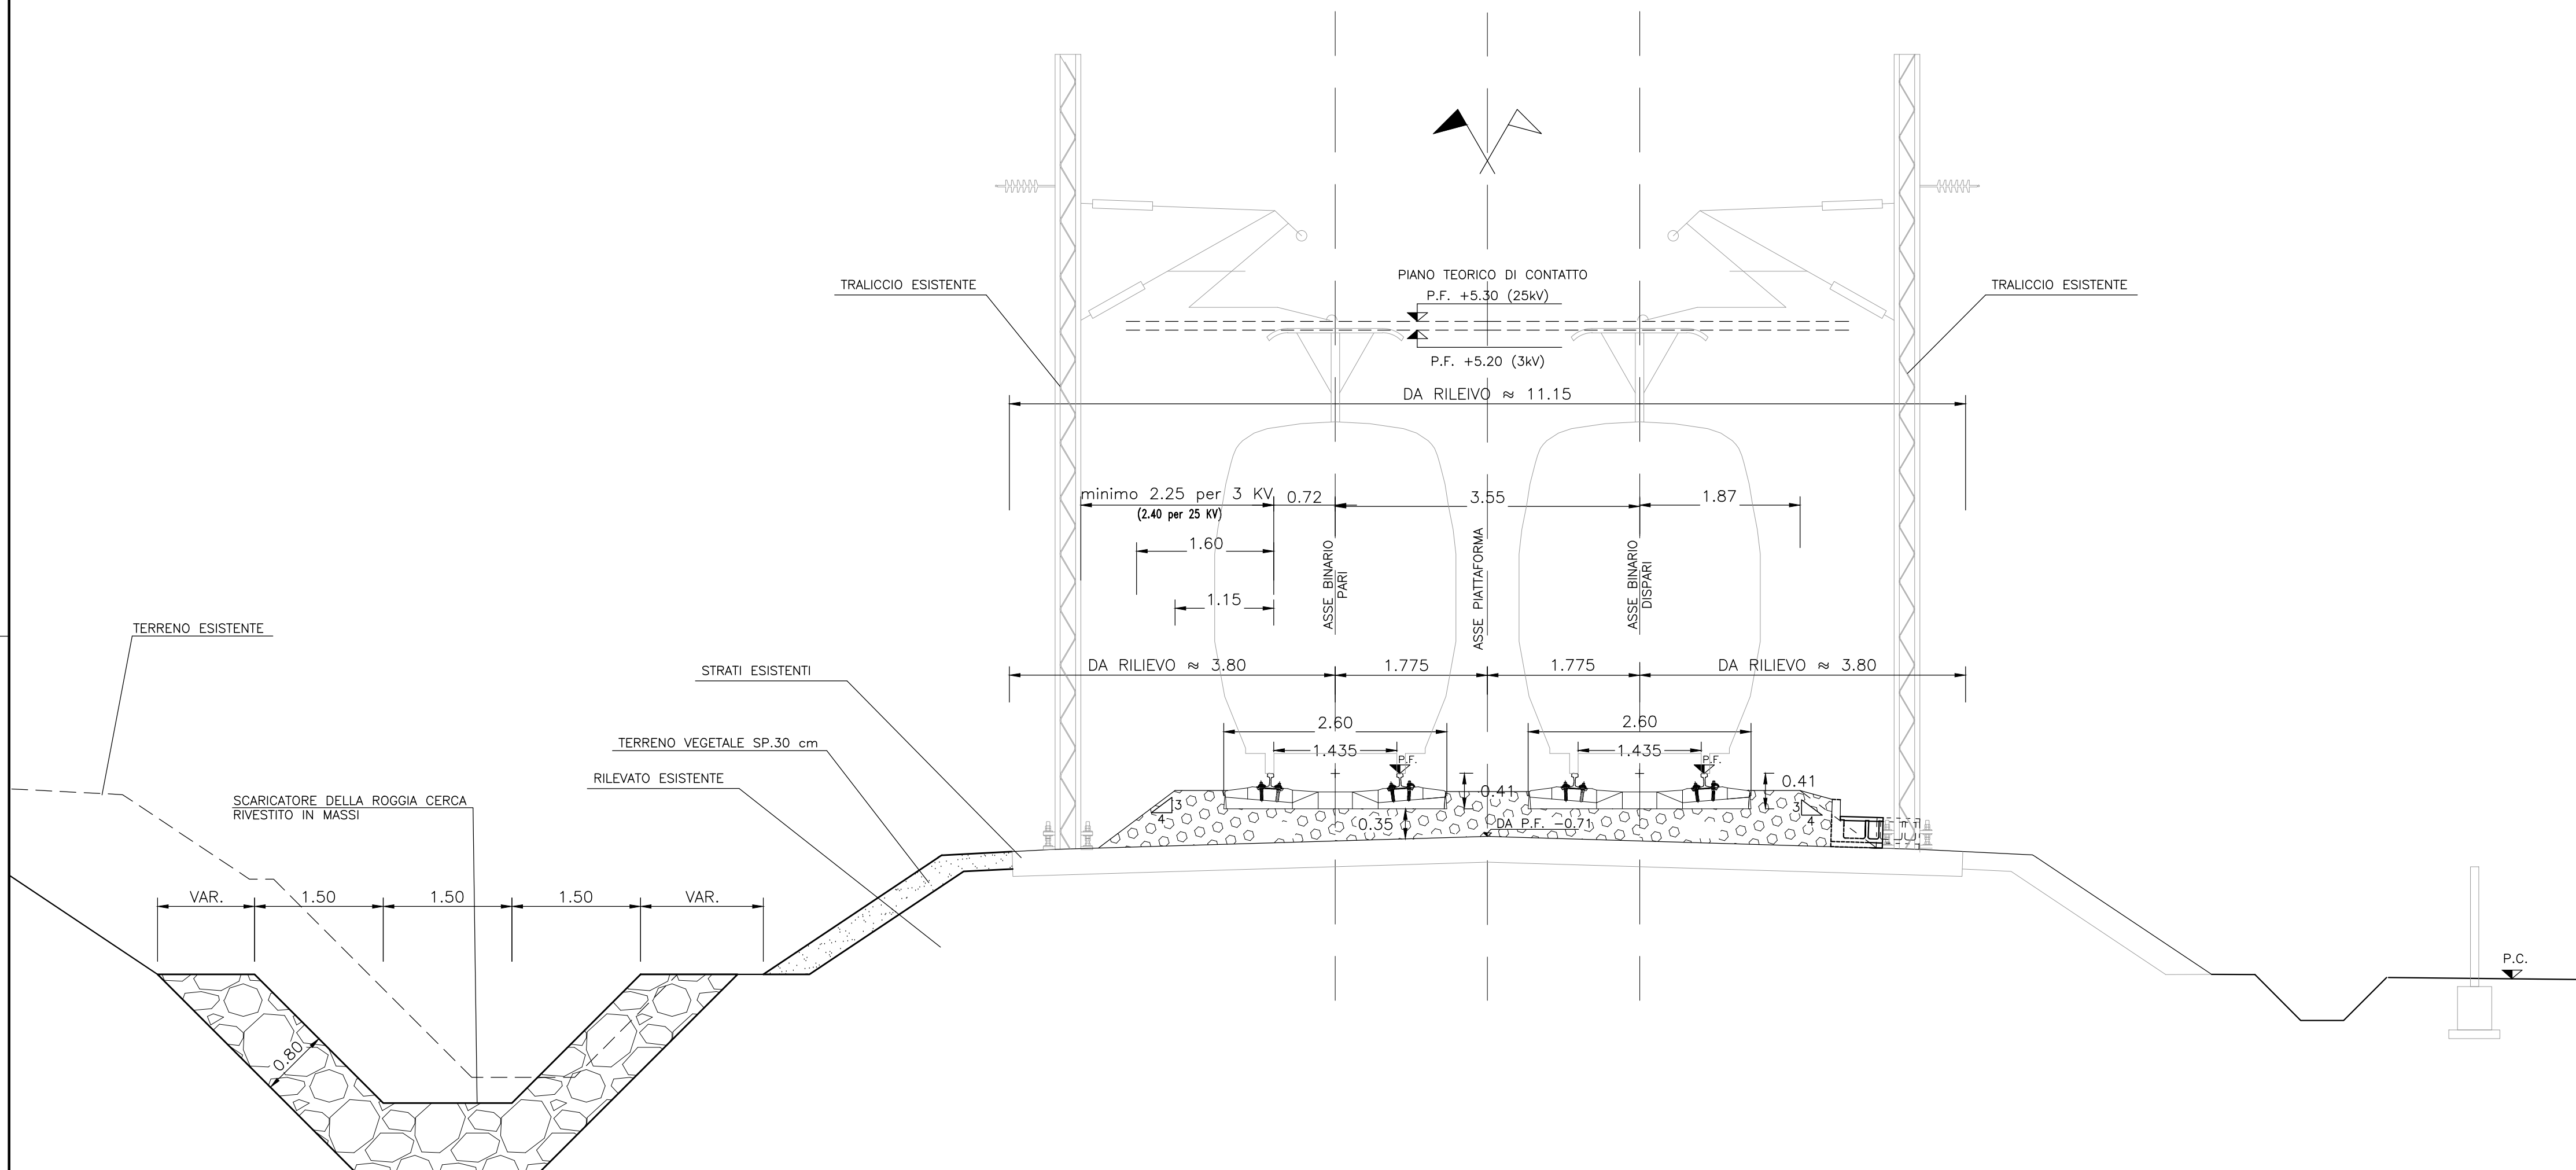 PIANO TEORICO DI CONTATTO
P.F. +5.30 (25kV)
P.F. +5.20 (3kV)
TRALICCIO ESISTENTE
TRALICCIO ESISTENTE
DA RILEIVO ≈ 11.15
minimo 2.25 per 3 KV
(2.40 per 25 KV)
0.72
3.55
1.87
1.60
1.15
ASSE BINARIO
PARI
ASSE PIATTAFORMA
ASSE BINARIO
DISPARI
TERRENO ESISTENTE
STRATI ESISTENTI
DA RILIEVO ≈ 3.80
1.775
1.775
DA RILIEVO ≈ 3.80
2.60
2.60
TERRENO VEGETALE SP.30 cm
1.435
1.435
P.F.
P.F.
RILEVATO ESISTENTE
0.41
0.41
SCARICATORE DELLA ROGGIA CERCA
RIVESTITO IN MASSI
3
4
3
4
0.35
DA P.F. -0.71
VAR.
1.50
1.50
1.50
VAR.
P.C.
0.80